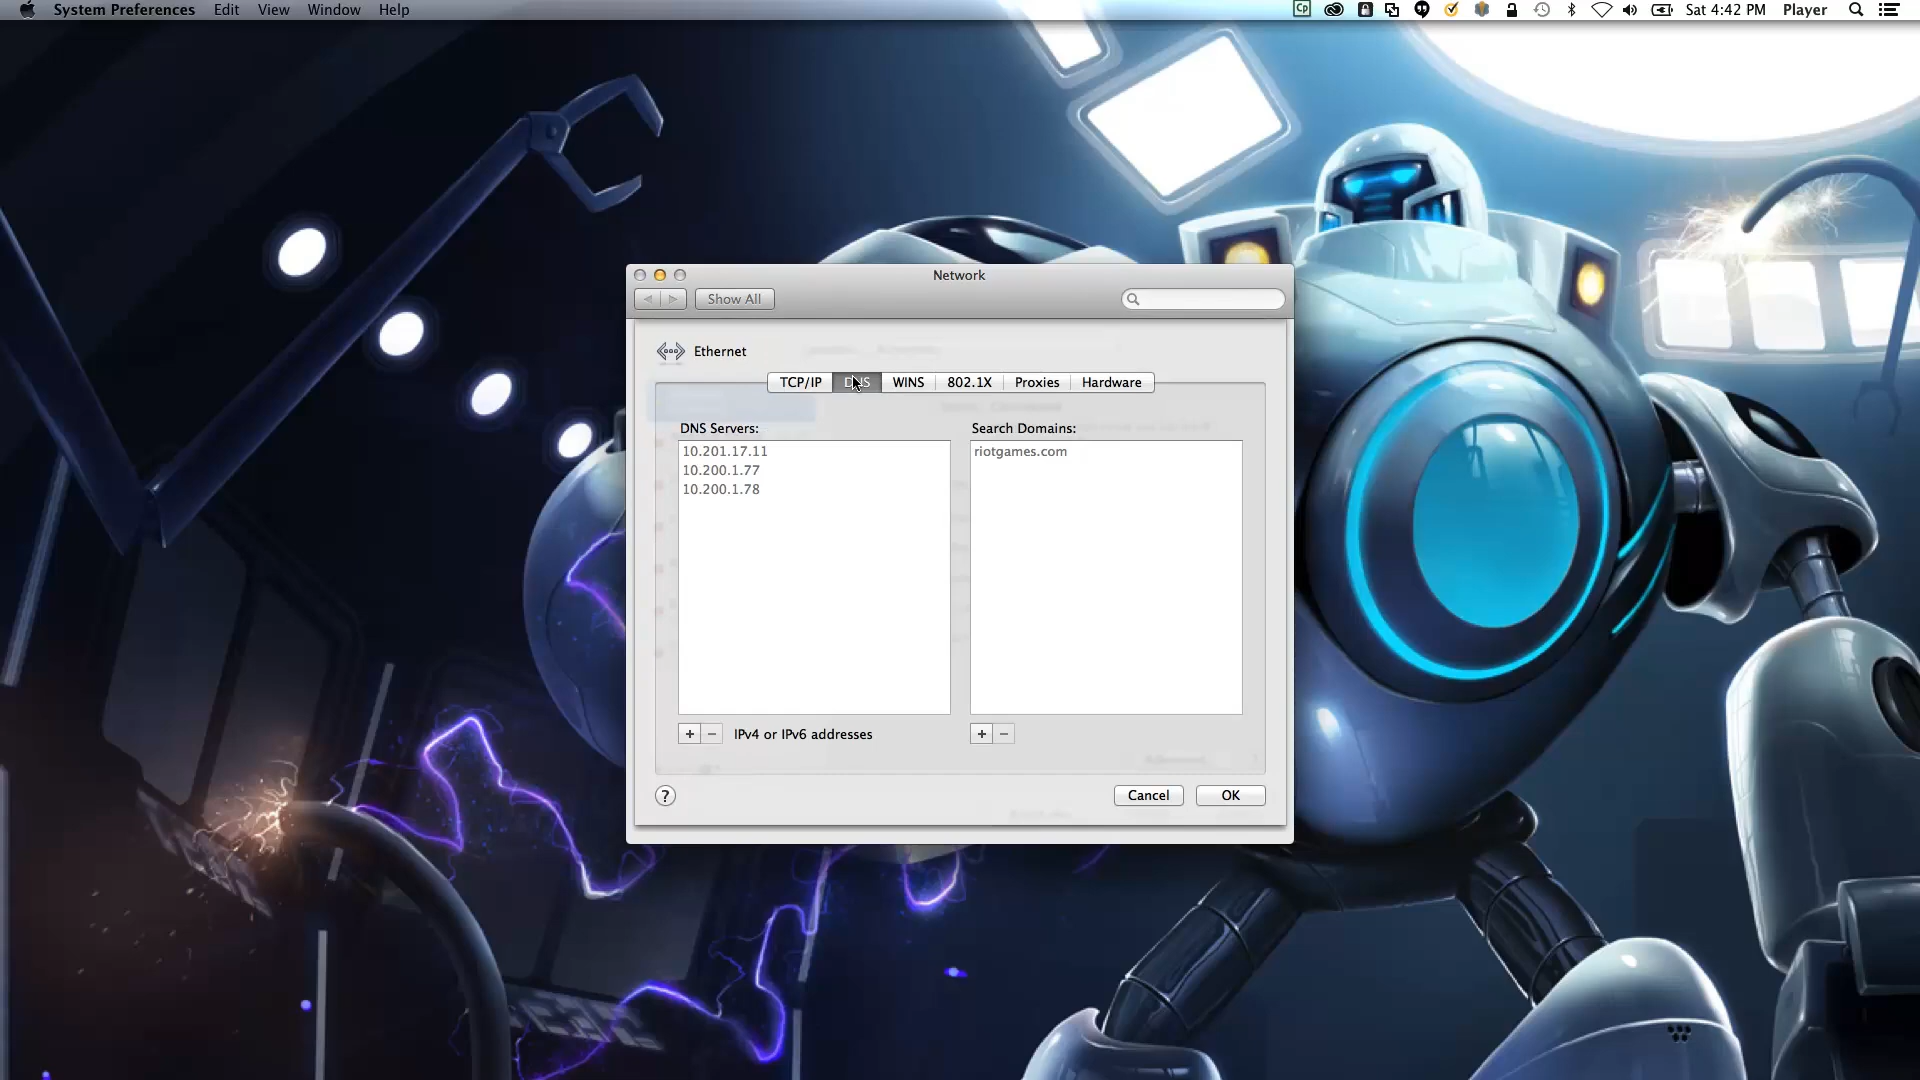 System Preferences Edit View Window Help
Cp Sat 4:42 PM Player
Network
Show All
Ethernet
TCP/IP DNS WINS 802.1X Proxies Hardware
DNS Servers: Search Domains:
10.201.17.11 riotgames.com
10.200.1.77
10.200.1.78
+ − IPv4 or IPv6 addresses + −
? Cancel OK